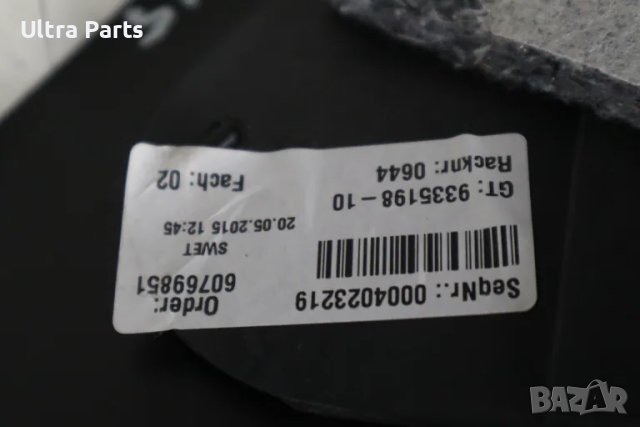 Ultra Parts
SeqNr.: 0004023219
Order:
60769851
SWET
20.05.2015 12:45
GT: 9335198-10
Racknr: 0644
Fach: 02
BAZAR